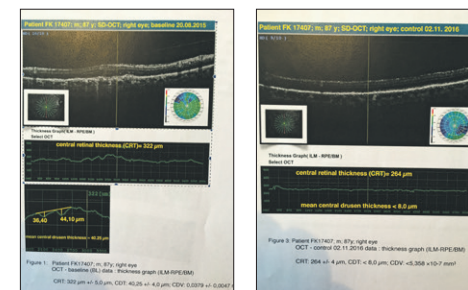 Patient FK 17407; m, 87 y; SD-OCT; right eye; baseline 20.06.2015
Thickness Graph( ILM - RPE/BM )
Select OCT
central retinal thickness (CRT)= 322 µm
36,40
44,10 µm
mean central drusen thickness = 40,25 µm
Figure 1: Patient FK17407; m, 87y; right eye
OCT - baseline (BL) data : thickness graph (ILM-RPE/BM)
CRT: 322 µm +/- 5,0 µm, CDT: 40,25 +/- 4,0 µm; CDV: 0,0379 +/- 0,0047
Patient FK 17407; m, 87 y; SD-OCT; right eye; control 02.11. 2016
Thickness Graph( ILM - RPE/BM )
Select OCT
central retinal thickness (CRT)= 264 µm
mean central drusen thickness < 8,0 µm
Figure 3: Patient FK17407; m, 87y; right eye
OCT - control 02.11.2016 data : thickness graph (ILM-RPE/BM)
CRT: 264 +/- 4 µm, CDT: < 8,0 µm; CDV: <5,358 ×10-7 mm³